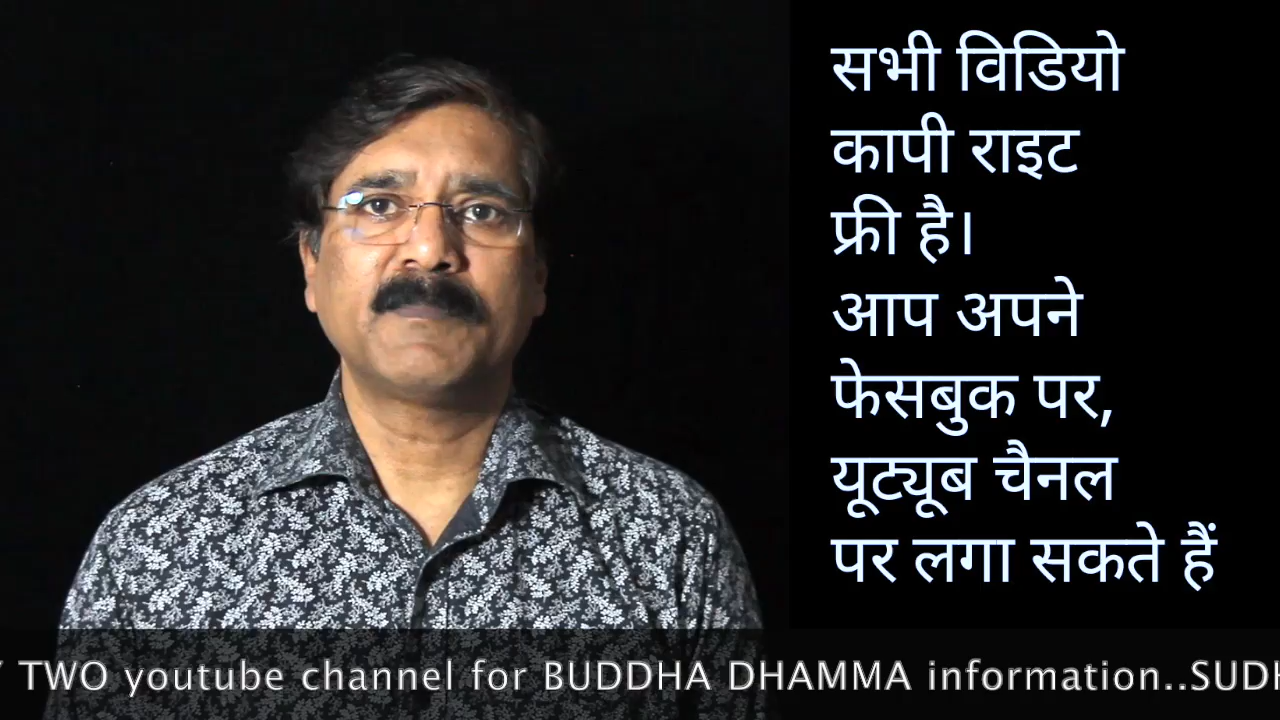 सभी विडियो
कापी राइट
फ्री है।
आप अपने
फेसबुक पर,
यूट्यूब चैनल
पर लगा सकते हैं
TWO youtube channel for BUDDHA DHAMMA information..